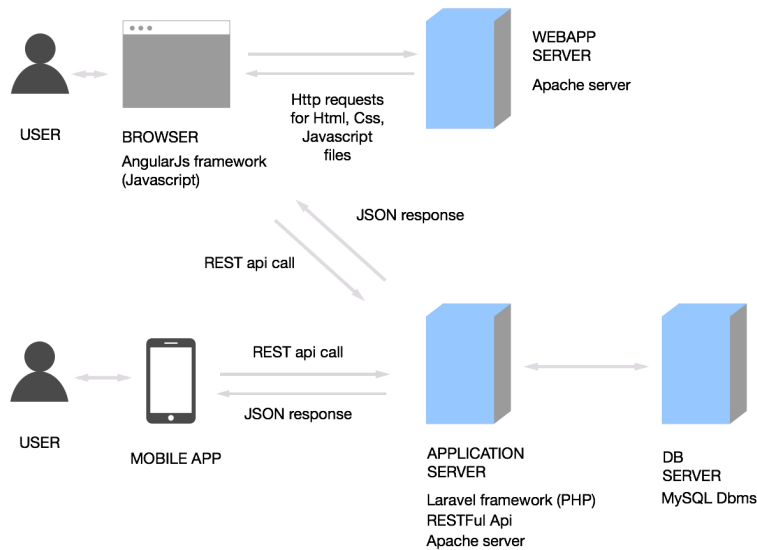 WEBAPP
SERVER
Apache server
Http requests
for Html, Css,
Javascript
files
USER
BROWSER
AngularJs framework
(Javascript)
JSON response
REST api call
REST api call
JSON response
USER
MOBILE APP
APPLICATION
SERVER
Laravel framework (PHP)
RESTFul Api
Apache server
DB
SERVER
MySQL Dbms